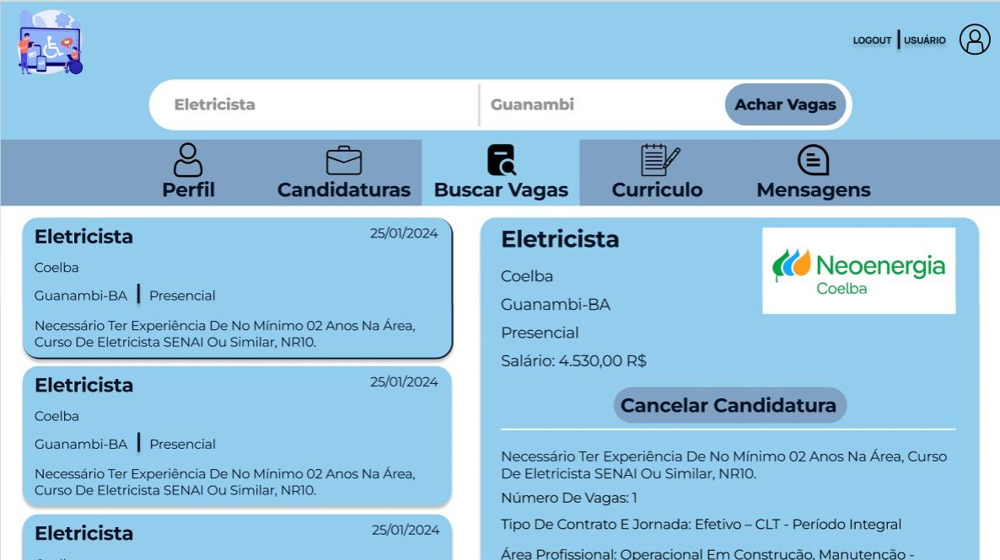 LOGOUT USUÁRIO
Eletricista Guanambi Achar Vagas
Perfil Candidaturas Buscar Vagas Curriculo Mensagens
Eletricista 25/01/2024
Coelba
Guanambi-BA Presencial
Necessário Ter Experiência De No Mínimo 02 Anos Na Área,
Curso De Eletricista SENAI Ou Similar, NR10.
Eletricista 25/01/2024
Coelba
Guanambi-BA Presencial
Necessário Ter Experiência De No Mínimo 02 Anos Na Área,
Curso De Eletricista SENAI Ou Similar, NR10.
Eletricista 25/01/2024
Eletricista
Neoenergia
Coelba
Coelba
Guanambi-BA
Presencial
Salário: 4.530,00 R$
Cancelar Candidatura
Necessário Ter Experiência De No Mínimo 02 Anos Na Área, Curso
De Eletricista SENAI Ou Similar, NR10.
Número De Vagas: 1
Tipo De Contrato E Jornada: Efetivo – CLT - Período Integral
Área Profissional: Operacional Em Construção, Manutenção -